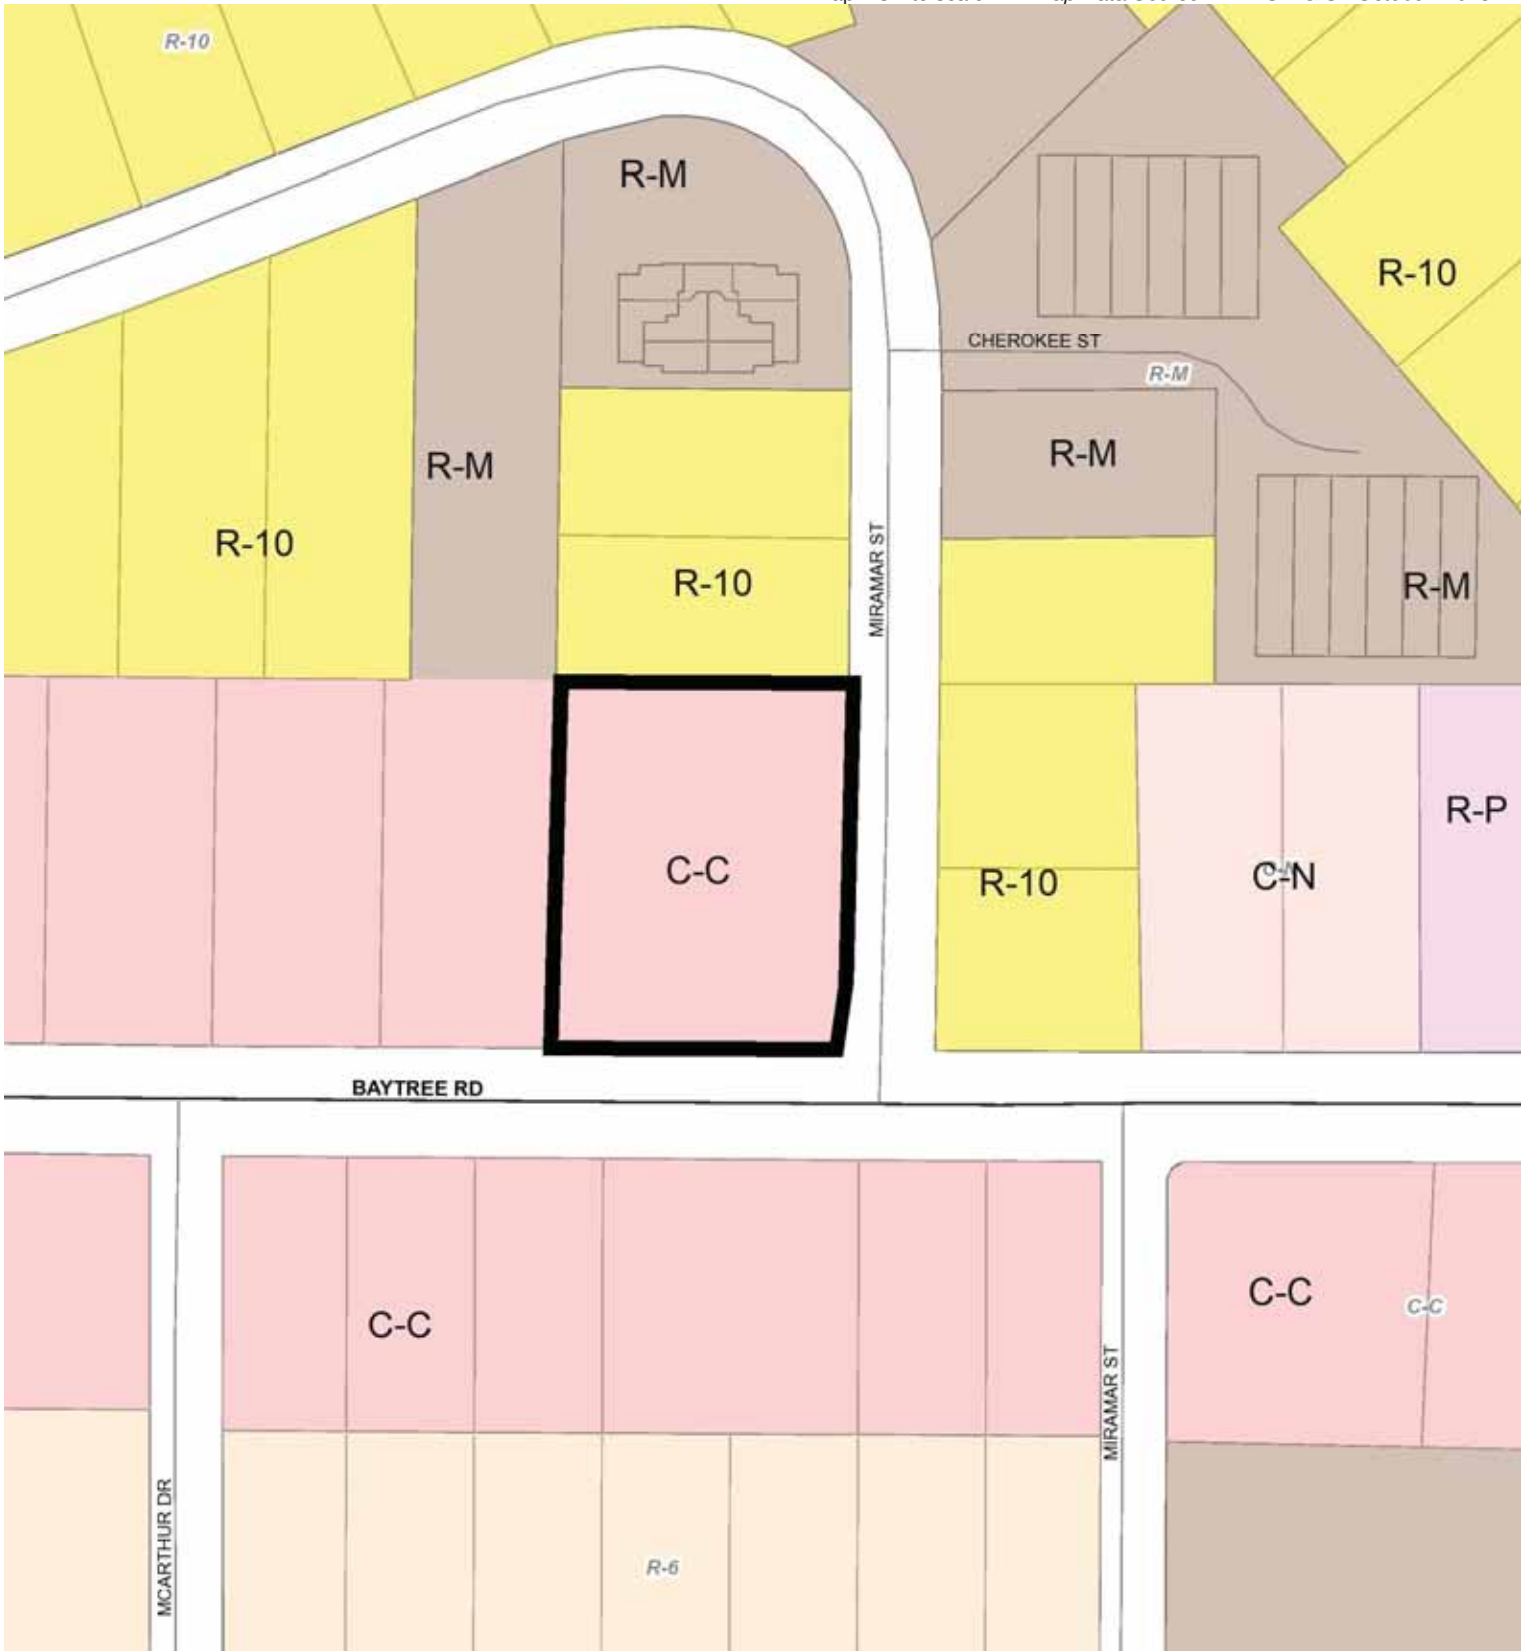 R-10
R-M
R-10
CHEROKEE ST
R-M
R-M
R-M
R-10
R-10
MIRAMAR ST
R-M
R-P
C-C
R-10
C-N
BAYTREE RD
C-C
C-C
C-C
MIRAMAR ST
MCARTHUR DR
R-6